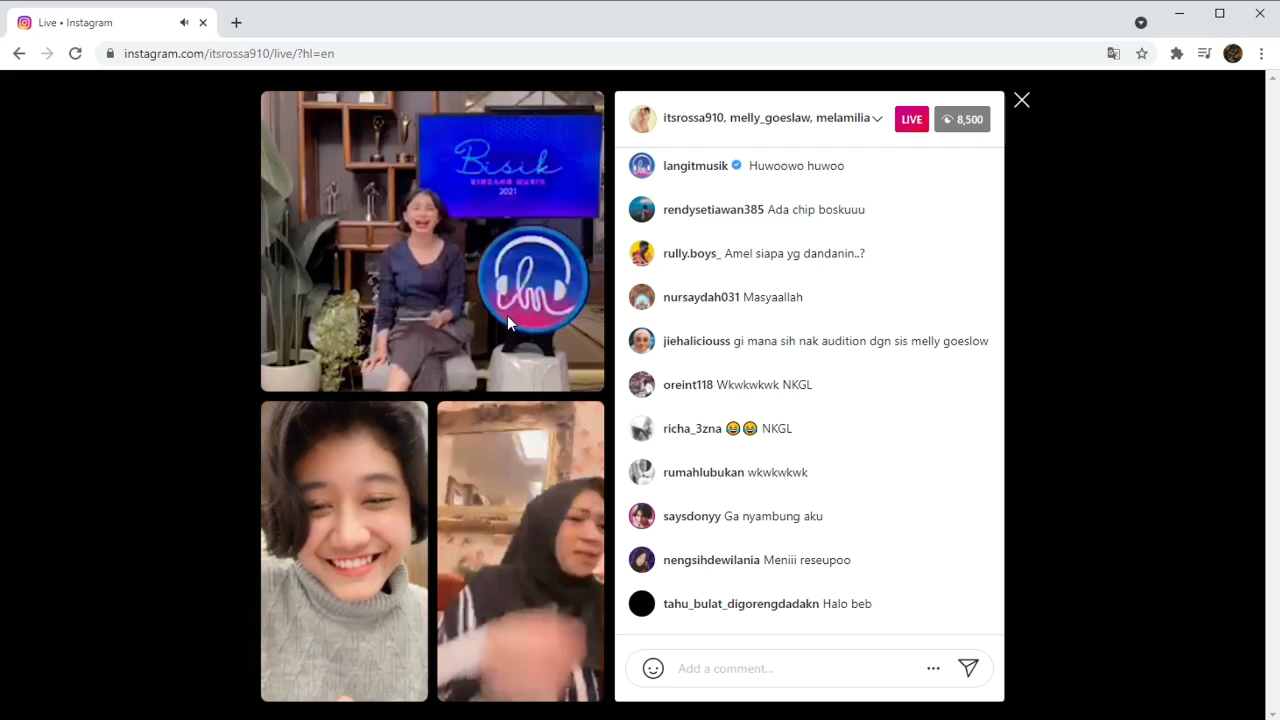 Live • Instagram
instagram.com/itsrossa910/live/?hl=en
Bisik
BINCANG MUSIK
2021
lm
itsrossa910, melly_goeslaw, melamilia
LIVE
8,500
langitmusik Huwoowo huwoo
rendysetiawan385 Ada chip boskuuu
rully.boys_ Amel siapa yg dandanin..?
nursaydah031 Masyaallah
jiehaliciouss gi mana sih nak audition dgn sis melly goeslow
oreint118 Wkwkwkwk NKGL
richa_3zna 😂😂 NKGL
rumahlubukan wkwkwkwk
saysdonyy Ga nyambung aku
nengsihdewilania Meniii reseupoo
tahu_bulat_digorengdadakn Halo beb
Add a comment...